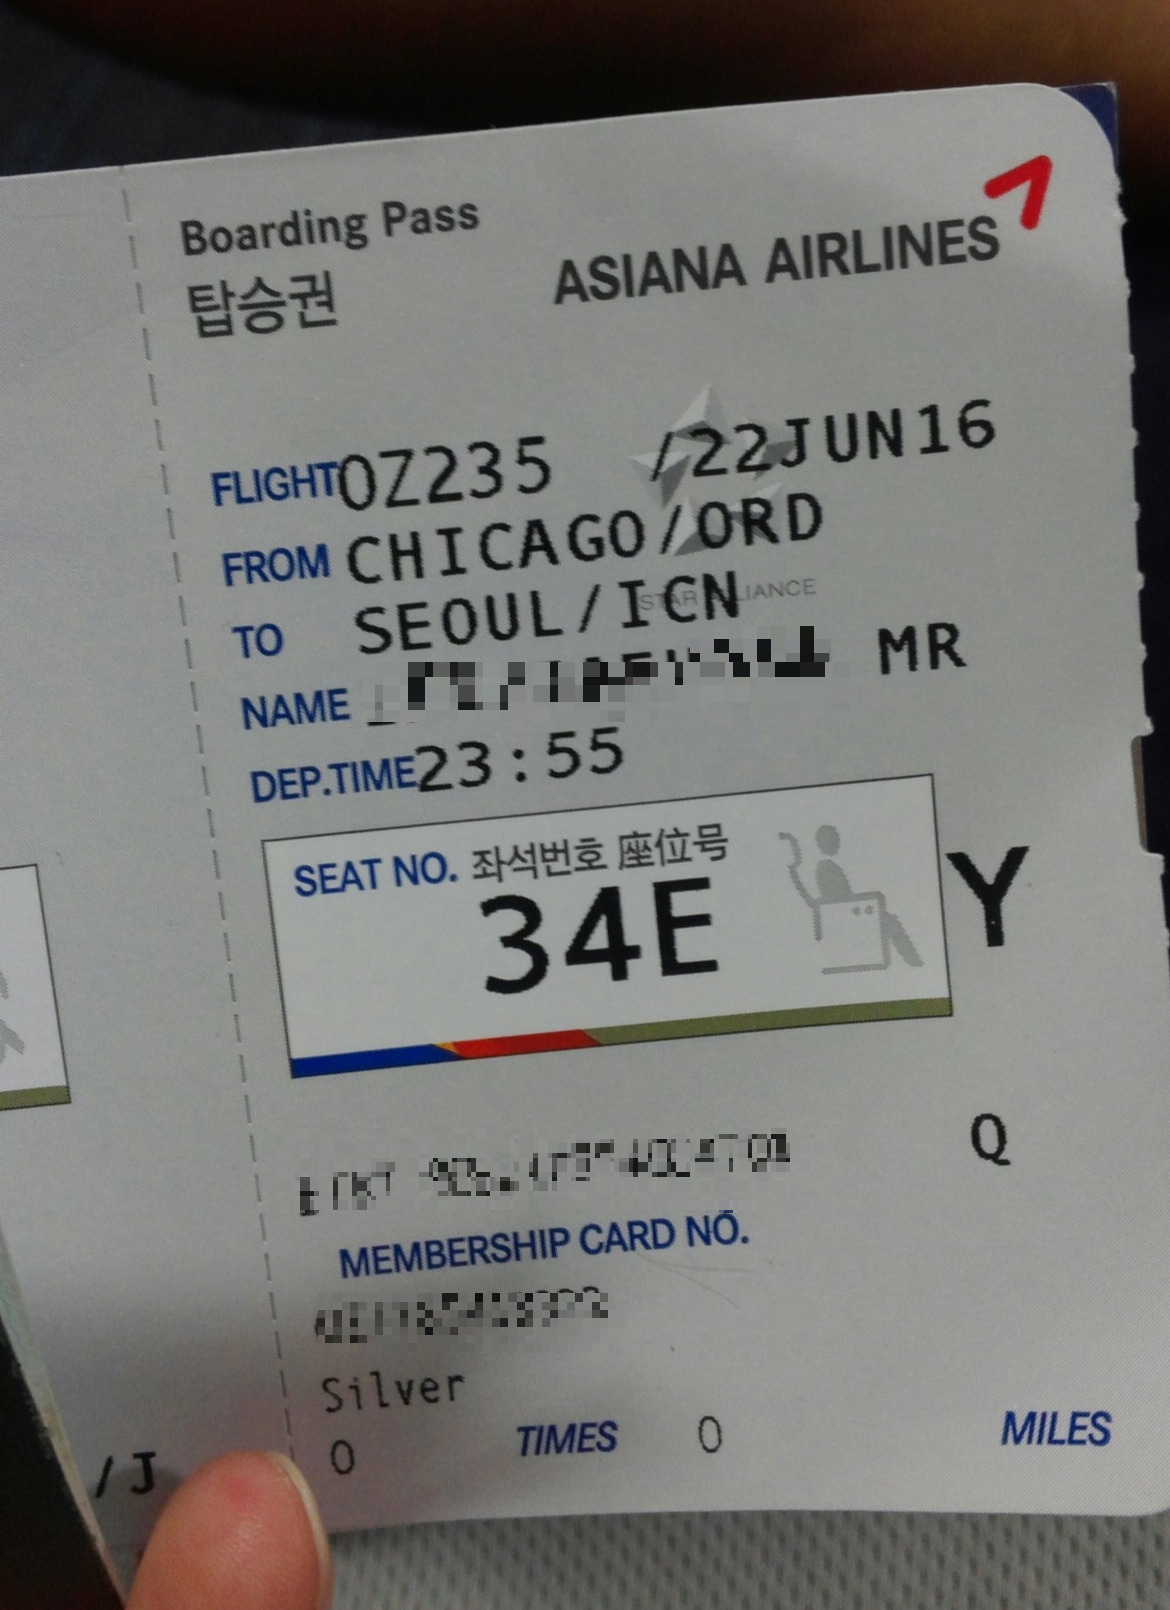 Boarding Pass
탑승권
ASIANA AIRLINES
FLIGHT OZ235 /22JUN16
FROM CHICAGO/ORD
TO SEOUL/ICN
STAR ALLIANCE
NAME MR
DEP.TIME 23:55
SEAT NO. 좌석번호 座位号
34E Y
Q
MEMBERSHIP CARD NO.
Silver
0 TIMES 0 MILES
/J